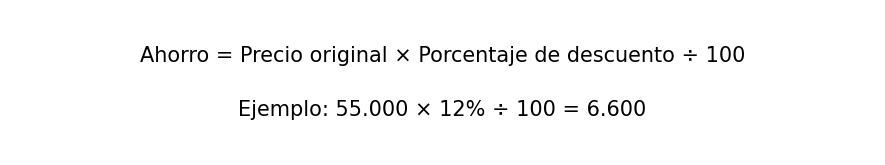 Ahorro = Precio original × Porcentaje de descuento ÷ 100
Ejemplo: 55.000 × 12% ÷ 100 = 6.600